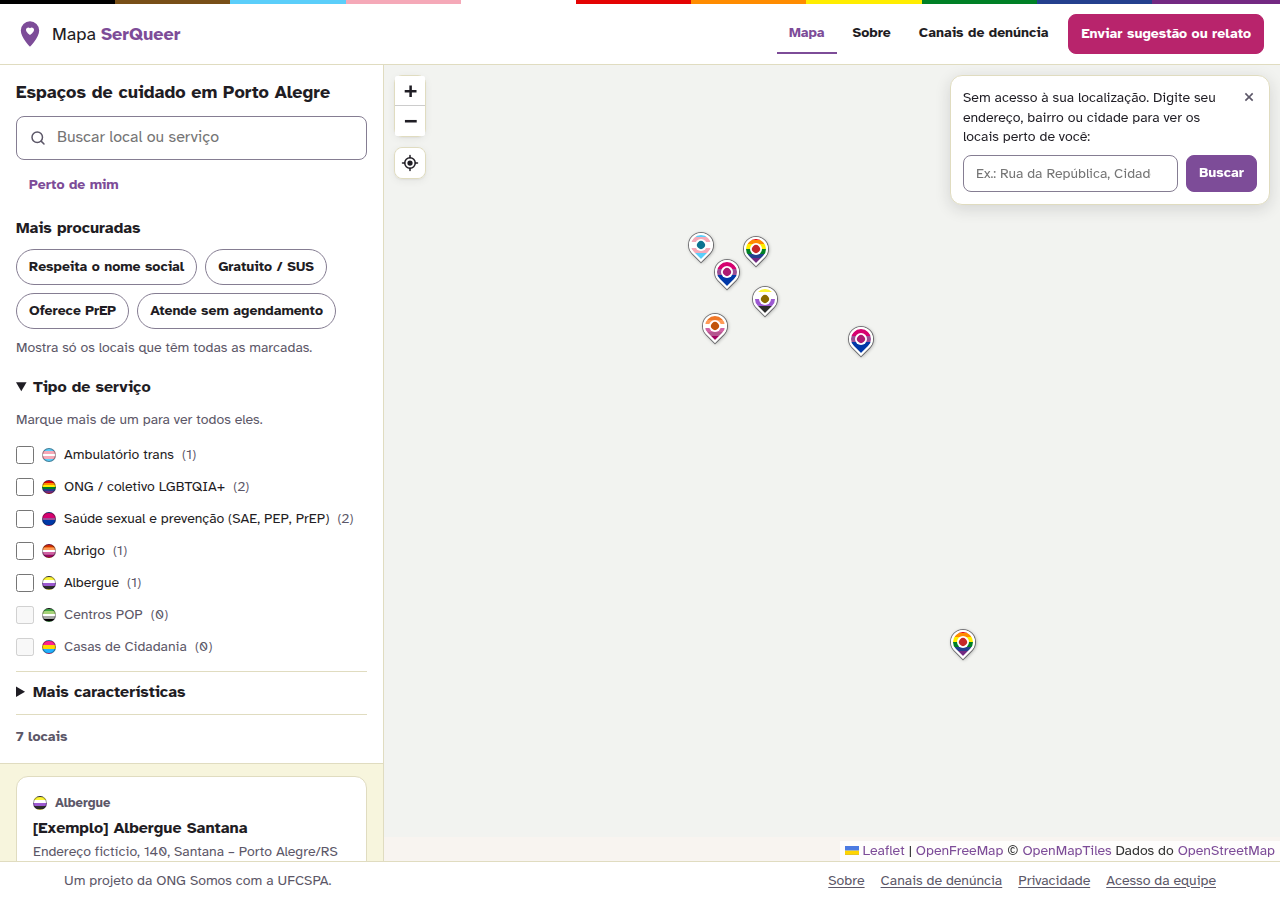 Mapa SerQueer
Mapa
Sobre
Canais de denúncia
Enviar sugestão ou relato
Espaços de cuidado em Porto Alegre
Buscar local ou serviço
Perto de mim
Mais procuradas
Respeita o nome social
Gratuito / SUS
Oferece PrEP
Atende sem agendamento
Mostra só os locais que têm todas as marcadas.
Tipo de serviço
Marque mais de um para ver todos eles.
Ambulatório trans (1)
ONG / coletivo LGBTQIA+ (2)
Saúde sexual e prevenção (SAE, PEP, PrEP) (2)
Abrigo (1)
Albergue (1)
Centros POP (0)
Casas de Cidadania (0)
Mais características
7 locais
Albergue
[Exemplo] Albergue Santana
Endereço fictício, 140, Santana – Porto Alegre/RS
+
−
Sem acesso à sua localização. Digite seu
endereço, bairro ou cidade para ver os
locais perto de você:
✕
Ex.: Rua da República, Cidad
Buscar
Leaflet | OpenFreeMap © OpenMapTiles Dados do OpenStreetMap
Um projeto da ONG Somos com a UFCSPA.
Sobre
Canais de denúncia
Privacidade
Acesso da equipe